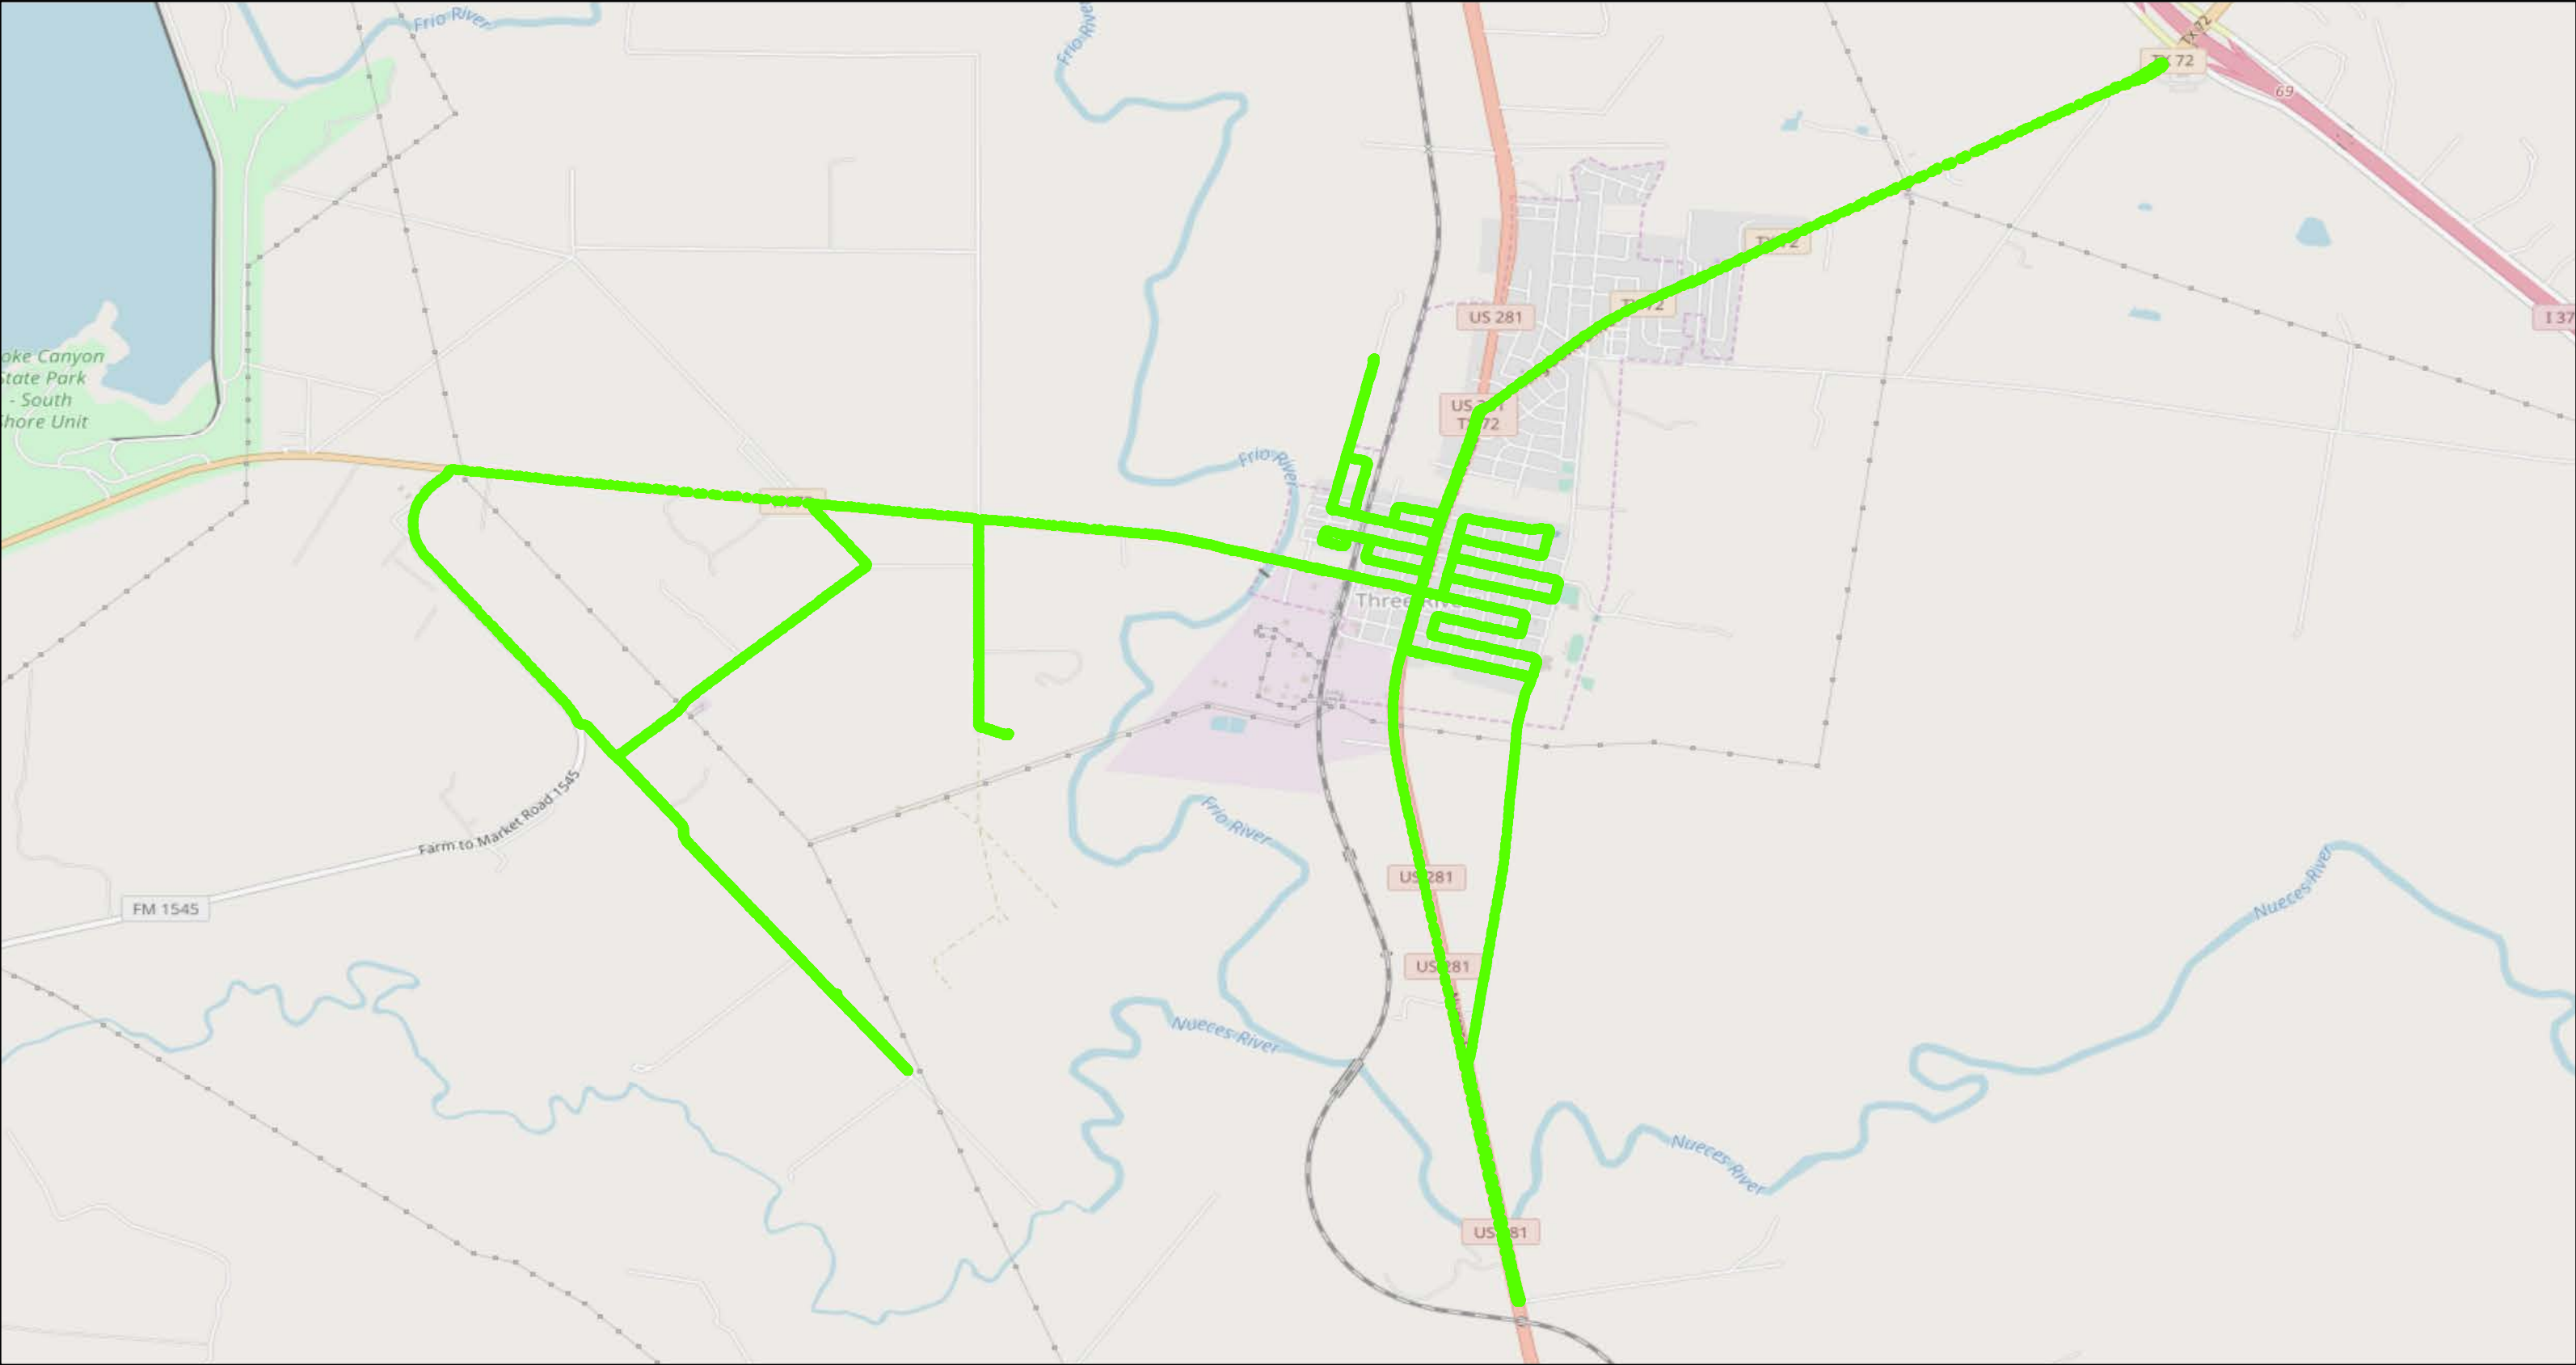 Frio River
Frio River
TX 72
TX 72
69
I 37
TX 72
US 281
oke Canyon
State Park
- South
Shore Unit
US 281
Frio River
Farm to Market Road 1545
Frio River
US 281
FM 1545
Nueces River
US 281
Nueces River
Nueces River